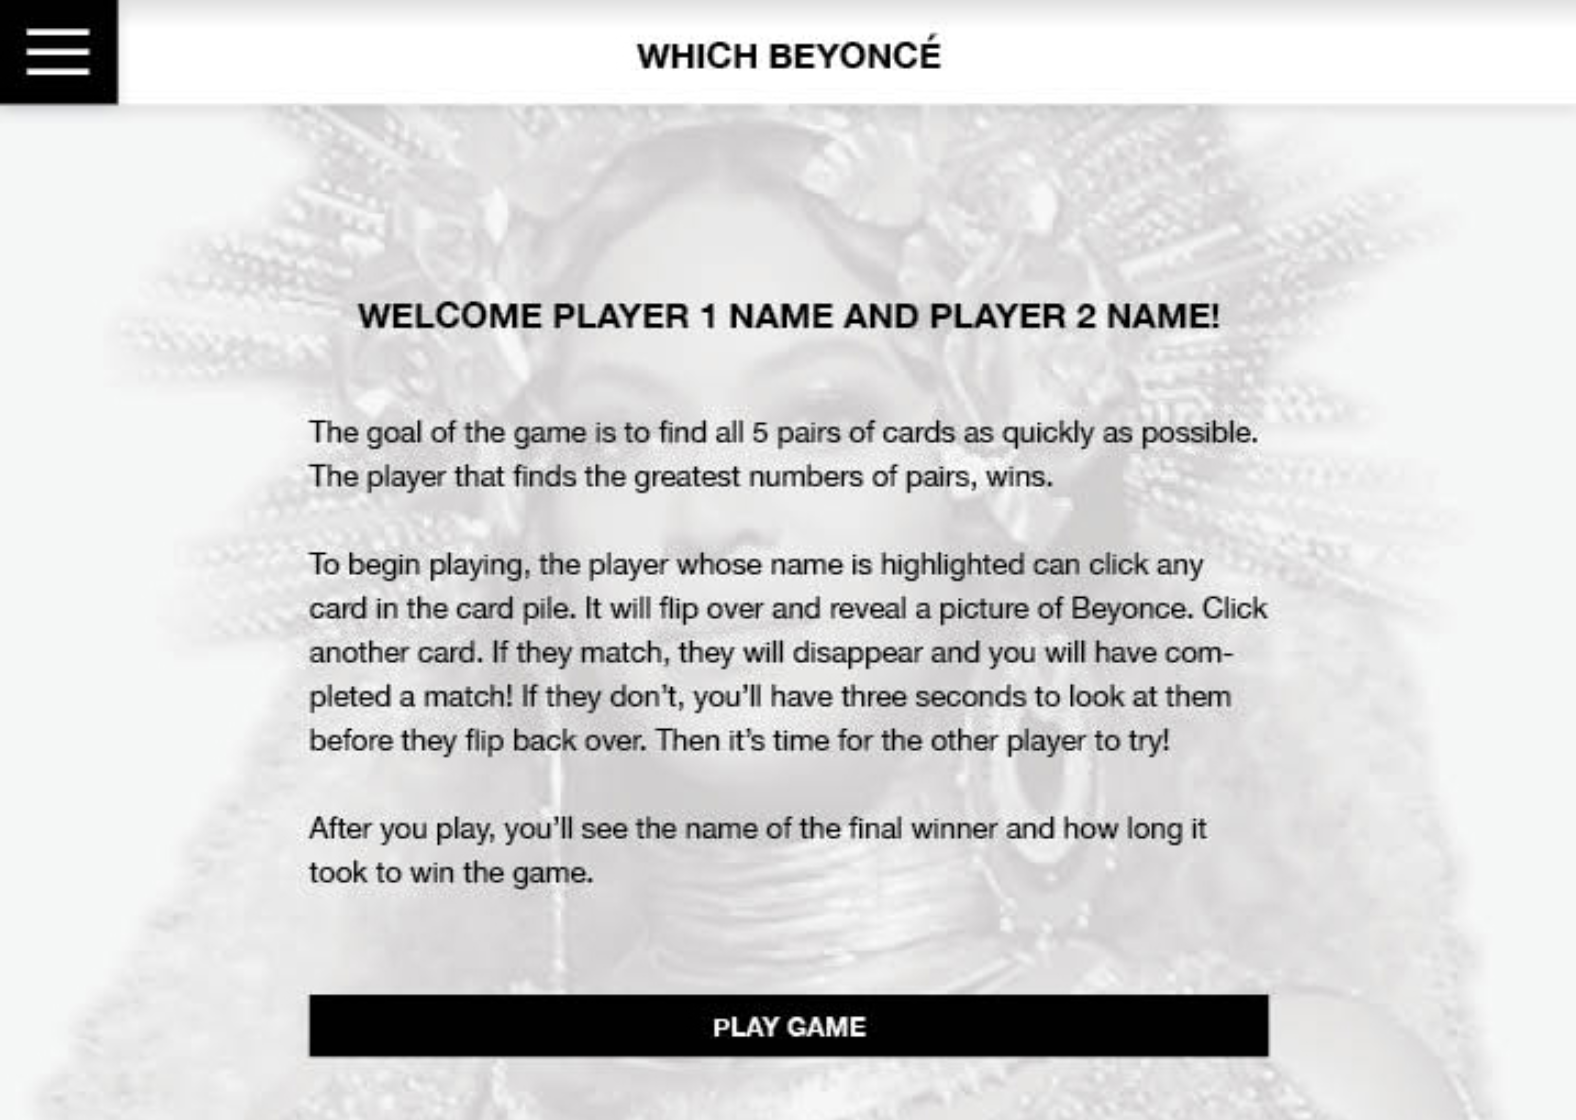 WHICH BEYONCÉ
WELCOME PLAYER 1 NAME AND PLAYER 2 NAME!
The goal of the game is to find all 5 pairs of cards as quickly as possible.
The player that finds the greatest numbers of pairs, wins.
To begin playing, the player whose name is highlighted can click any
card in the card pile. It will flip over and reveal a picture of Beyonce. Click
another card. If they match, they will disappear and you will have com-
pleted a match! If they don’t, you’ll have three seconds to look at them
before they flip back over. Then it’s time for the other player to try!
After you play, you’ll see the name of the final winner and how long it
took to win the game.
PLAY GAME